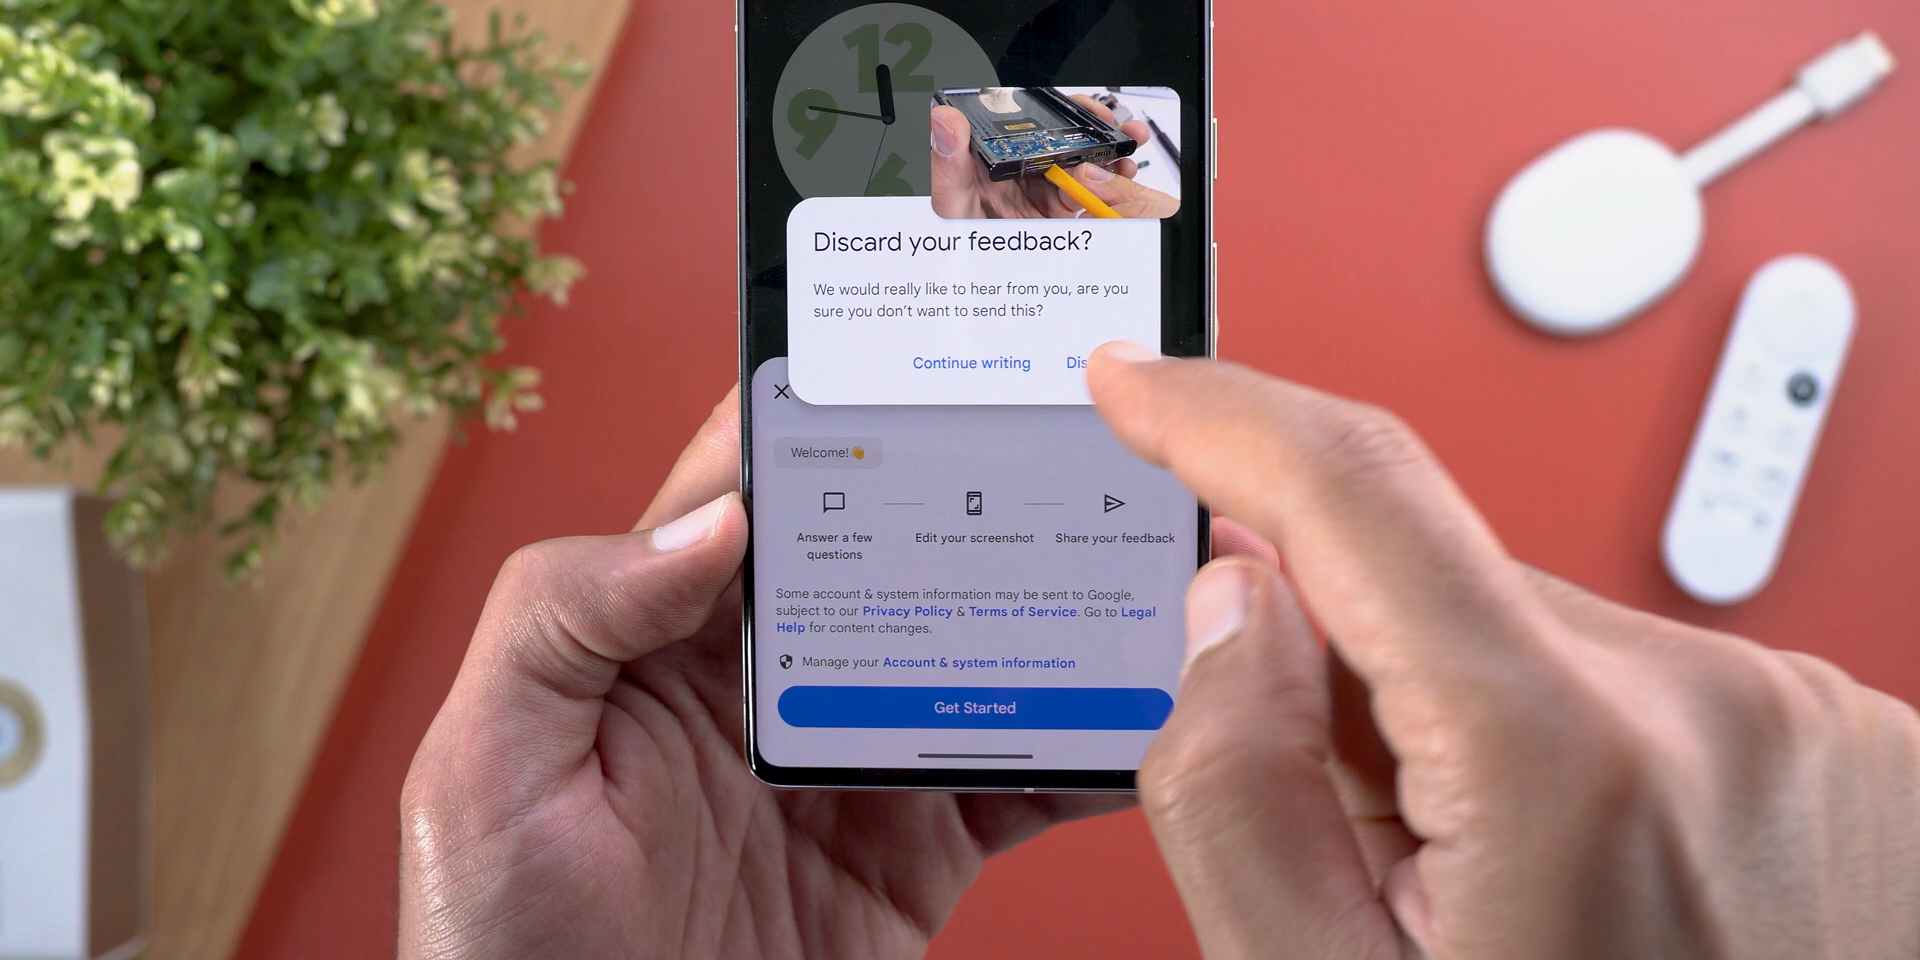 12
9
6
Discard your feedback?
We would really like to hear from you, are you
sure you don't want to send this?
Continue writing
Welcome!👋
Answer a few
questions
Edit your screenshot
Share your feedback
Some account & system information may be sent to Google,
subject to our Privacy Policy & Terms of Service. Go to Legal
Help for content changes.
Manage your Account & system information
Get Started